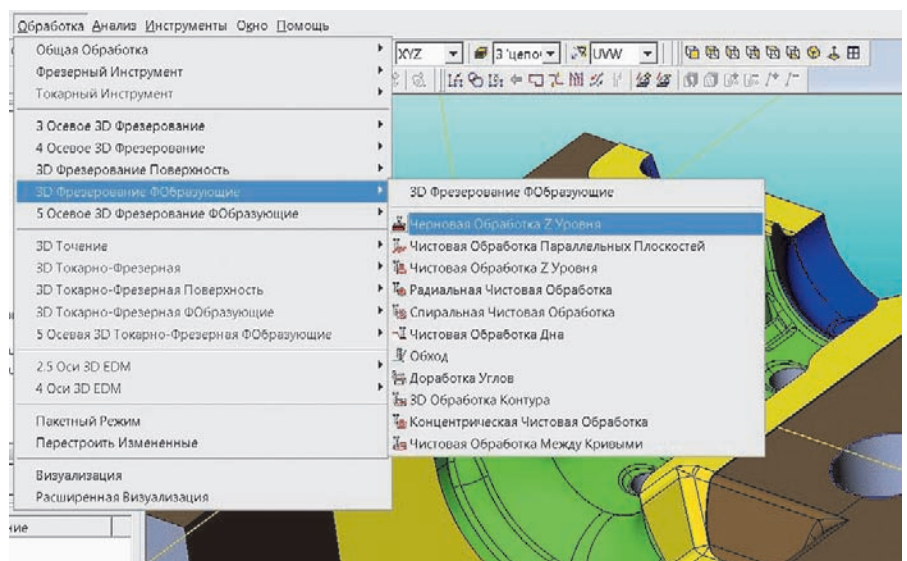 Обработка Анализ Инструменты Окно Помощь
XYZ 3 'цепоч UVW
Общая Обработка
Фрезерный Инструмент
Токарный Инструмент
3 Осевое 3D Фрезерование
4 Осевое 3D Фрезерование
3D Фрезерование Поверхность
3D Фрезерование ФОбразующие
5 Осевое 3D Фрезерование ФОбразующие
3D Точение
3D Токарно-Фрезерная
3D Токарно-Фрезерная Поверхность
3D Токарно-Фрезерная ФОбразующие
5 Осевая 3D Токарно-Фрезерная ФОбразующие
2.5 Оси 3D EDM
4 Оси 3D EDM
Пакетный Режим
Перестроить Измененные
Визуализация
Расширенная Визуализация
ние
3D Фрезерование ФОбразующие
Черновая Обработка Z Уровня
Чистовая Обработка Параллельных Плоскостей
Чистовая Обработка Z Уровня
Радиальная Чистовая Обработка
Спиральная Чистовая Обработка
Чистовая Обработка Дна
Обход
Доработка Углов
3D Обработка Контура
Концентрическая Чистовая Обработка
Чистовая Обработка Между Кривыми